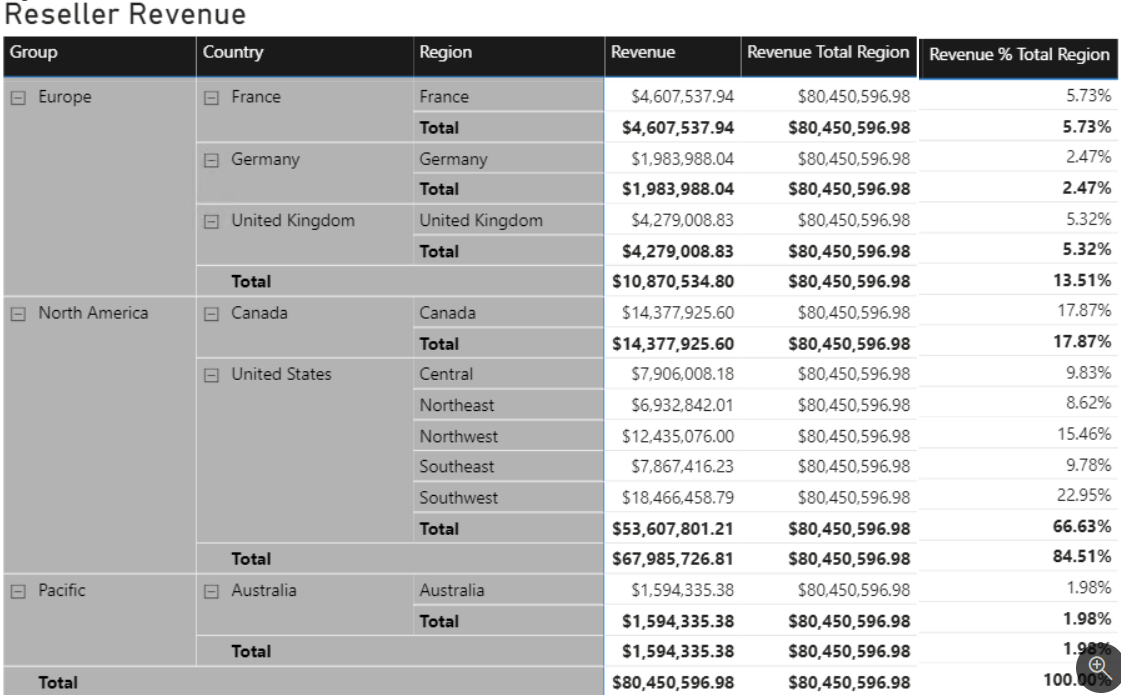 Reseller Revenue
Group Country Region Revenue Revenue Total Region Revenue % Total Region
Europe France France $4,607,537.94 $80,450,596.98 5.73%
Total $4,607,537.94 $80,450,596.98 5.73%
Germany Germany $1,983,988.04 $80,450,596.98 2.47%
Total $1,983,988.04 $80,450,596.98 2.47%
United Kingdom United Kingdom $4,279,008.83 $80,450,596.98 5.32%
Total $4,279,008.83 $80,450,596.98 5.32%
Total $10,870,534.80 $80,450,596.98 13.51%
North America Canada Canada $14,377,925.60 $80,450,596.98 17.87%
Total $14,377,925.60 $80,450,596.98 17.87%
United States Central $7,906,008.18 $80,450,596.98 9.83%
Northeast $6,932,842.01 $80,450,596.98 8.62%
Northwest $12,435,076.00 $80,450,596.98 15.46%
Southeast $7,867,416.23 $80,450,596.98 9.78%
Southwest $18,466,458.79 $80,450,596.98 22.95%
Total $53,607,801.21 $80,450,596.98 66.63%
Total $67,985,726.81 $80,450,596.98 84.51%
Pacific Australia Australia $1,594,335.38 $80,450,596.98 1.98%
Total $1,594,335.38 $80,450,596.98 1.98%
Total $1,594,335.38 $80,450,596.98 1.98%
Total $80,450,596.98 $80,450,596.98 100.00%